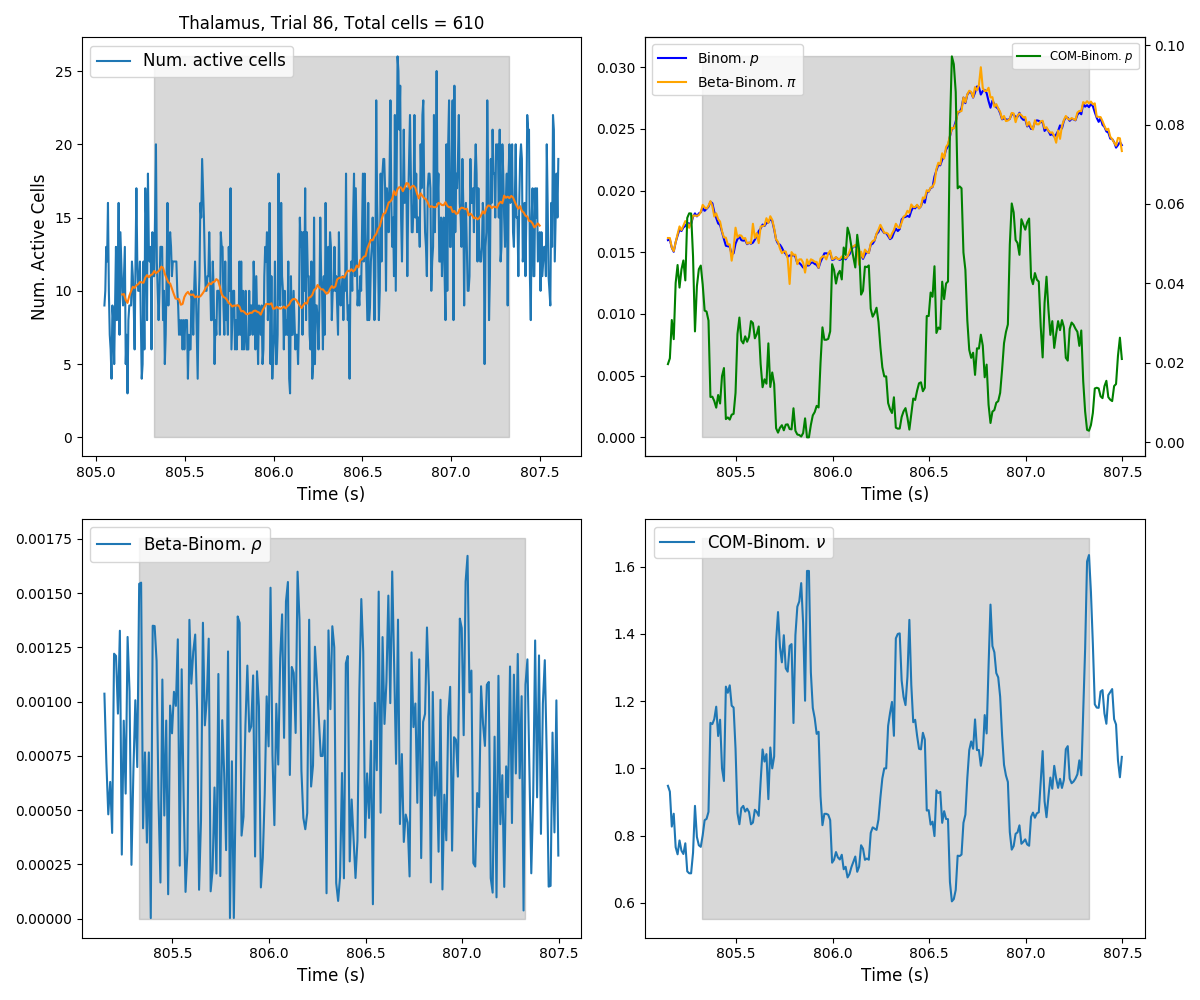 Thalamus, Trial 86, Total cells = 610
Num. Active Cells
Num. active cells
25
20
15
10
5
0
805.0 805.5 806.0 806.5 807.0 807.5
Time (s)
Binom. p
Beta-Binom. π
COM-Binom. p
0.030
0.025
0.020
0.015
0.010
0.005
0.000
0.10
0.08
0.06
0.04
0.02
0.00
805.5 806.0 806.5 807.0 807.5
Time (s)
Beta-Binom. ρ
0.00175
0.00150
0.00125
0.00100
0.00075
0.00050
0.00025
0.00000
805.5 806.0 806.5 807.0 807.5
Time (s)
COM-Binom. ν
1.6
1.4
1.2
1.0
0.8
0.6
805.5 806.0 806.5 807.0 807.5
Time (s)